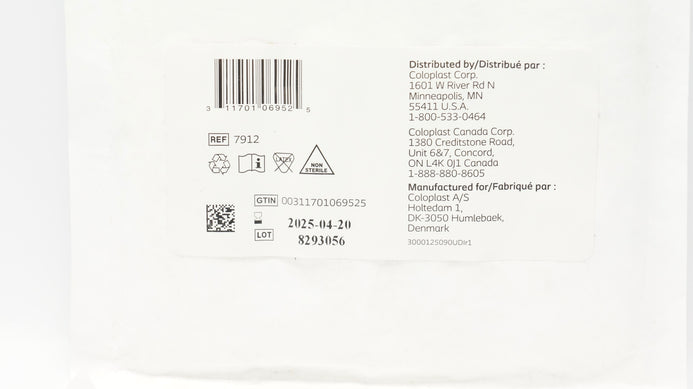 3 11701 06952 5
REF 7912
LATEX
NON
STERILE
GTIN 00311701069525
2025-04-20
LOT 8293056
Distributed by/Distribué par :
Coloplast Corp.
1601 W River Rd N
Minneapolis, MN
55411 U.S.A.
1-800-533-0464
Coloplast Canada Corp.
1380 Creditstone Road,
Unit 6&7, Concord,
ON L4K 0J1 Canada
1-888-880-8605
Manufactured for/Fabriqué par :
Coloplast A/S
Holtedam 1,
DK-3050 Humlebæk,
Denmark